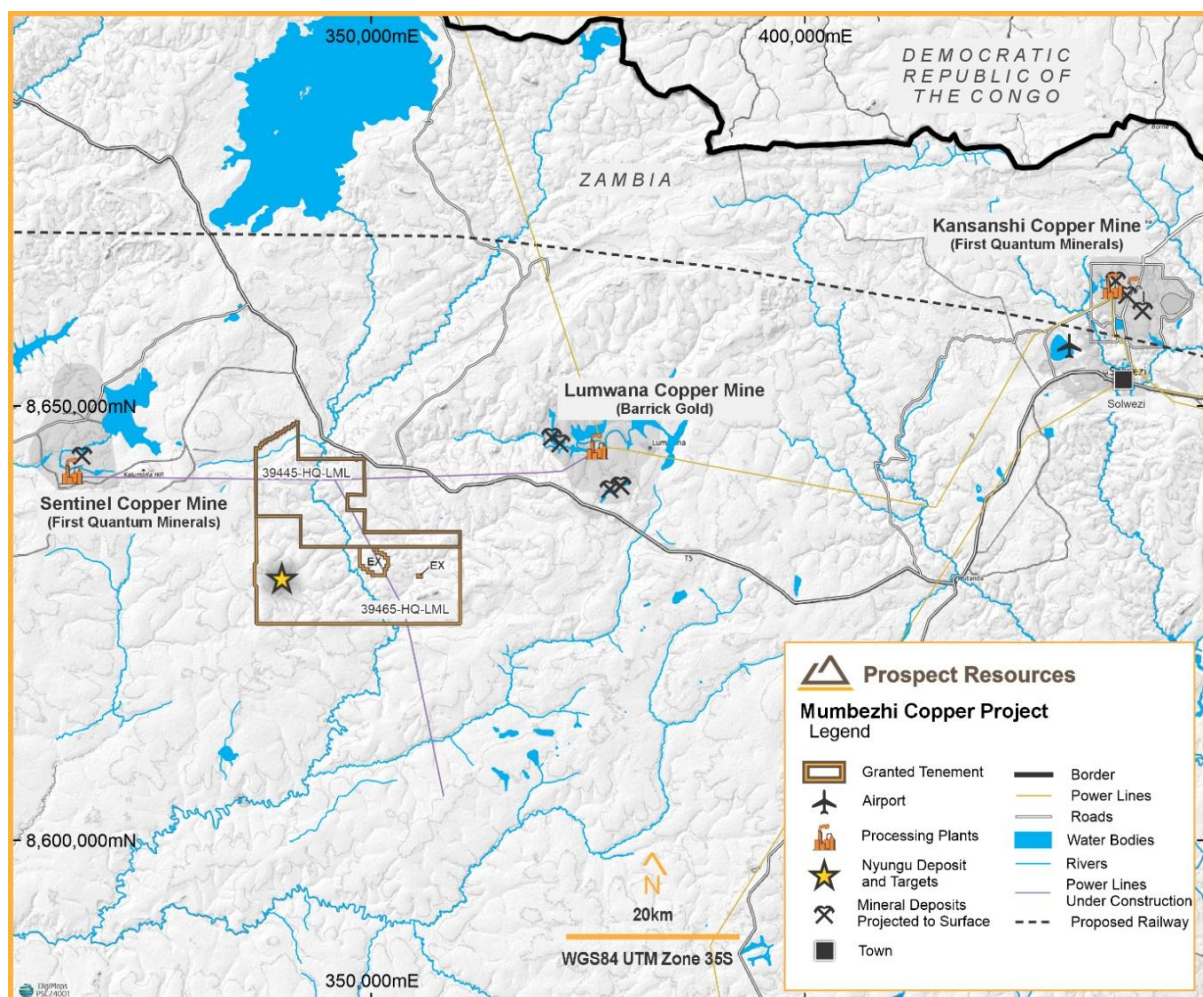 350,000mE
400,000mE
DEMOCRATIC
REPUBLIC OF
THE CONGO
ZAMBIA
Kansanshi Copper Mine
(First Quantum Minerals)
Lumwana Copper Mine
(Barrick Gold)
8,650,000mN
Solwezi
39445-HQ-LML
Sentinel Copper Mine
(First Quantum Minerals)
EX
EX
T5
39465-HQ-LML
Prospect Resources
Mumbezhi Copper Project
Legend
Granted Tenement
Airport
Processing Plants
Nyungu Deposit
and Targets
Mineral Deposits
Projected to Surface
Town
Border
Power Lines
Roads
Water Bodies
Rivers
Power Lines
Under Construction
Proposed Railway
8,600,000mN
N
20km
WGS84 UTM Zone 35S
350,000mE
DigiMaps
PSC24001